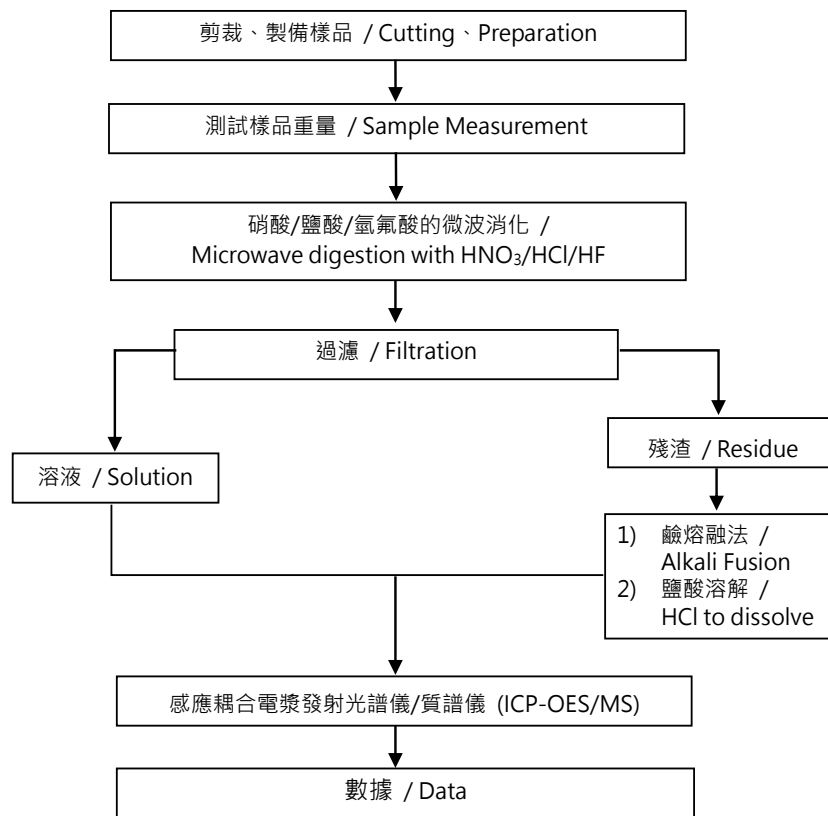 剪裁、製備樣品 / Cutting、Preparation
測試樣品重量 / Sample Measurement
硝酸/鹽酸/氫氟酸的微波消化 /
Microwave digestion with HNO₃/HCl/HF
過濾 / Filtration
溶液 / Solution
殘渣 / Residue
1) 鹼熔融法 /
Alkali Fusion
2) 鹽酸溶解 /
HCl to dissolve
感應耦合電漿發射光譜儀/質譜儀 (ICP-OES/MS)
數據 / Data